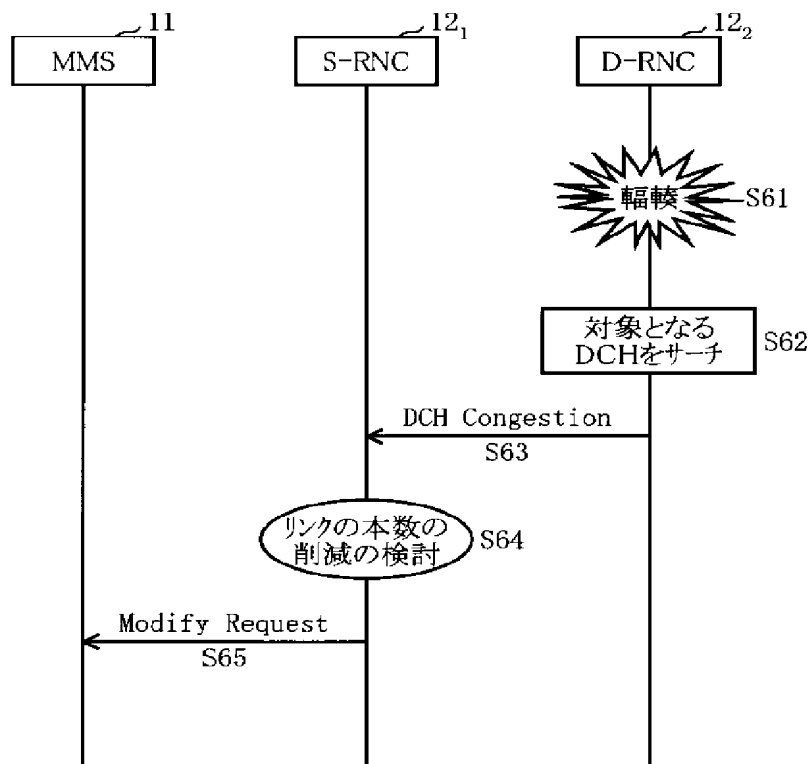 11
12₁
12₂
MMS
S-RNC
D-RNC
輻輳
S61
対象となる
DCHをサーチ
S62
DCH Congestion
S63
リンクの本数の
削減の検討
S64
Modify Request
S65